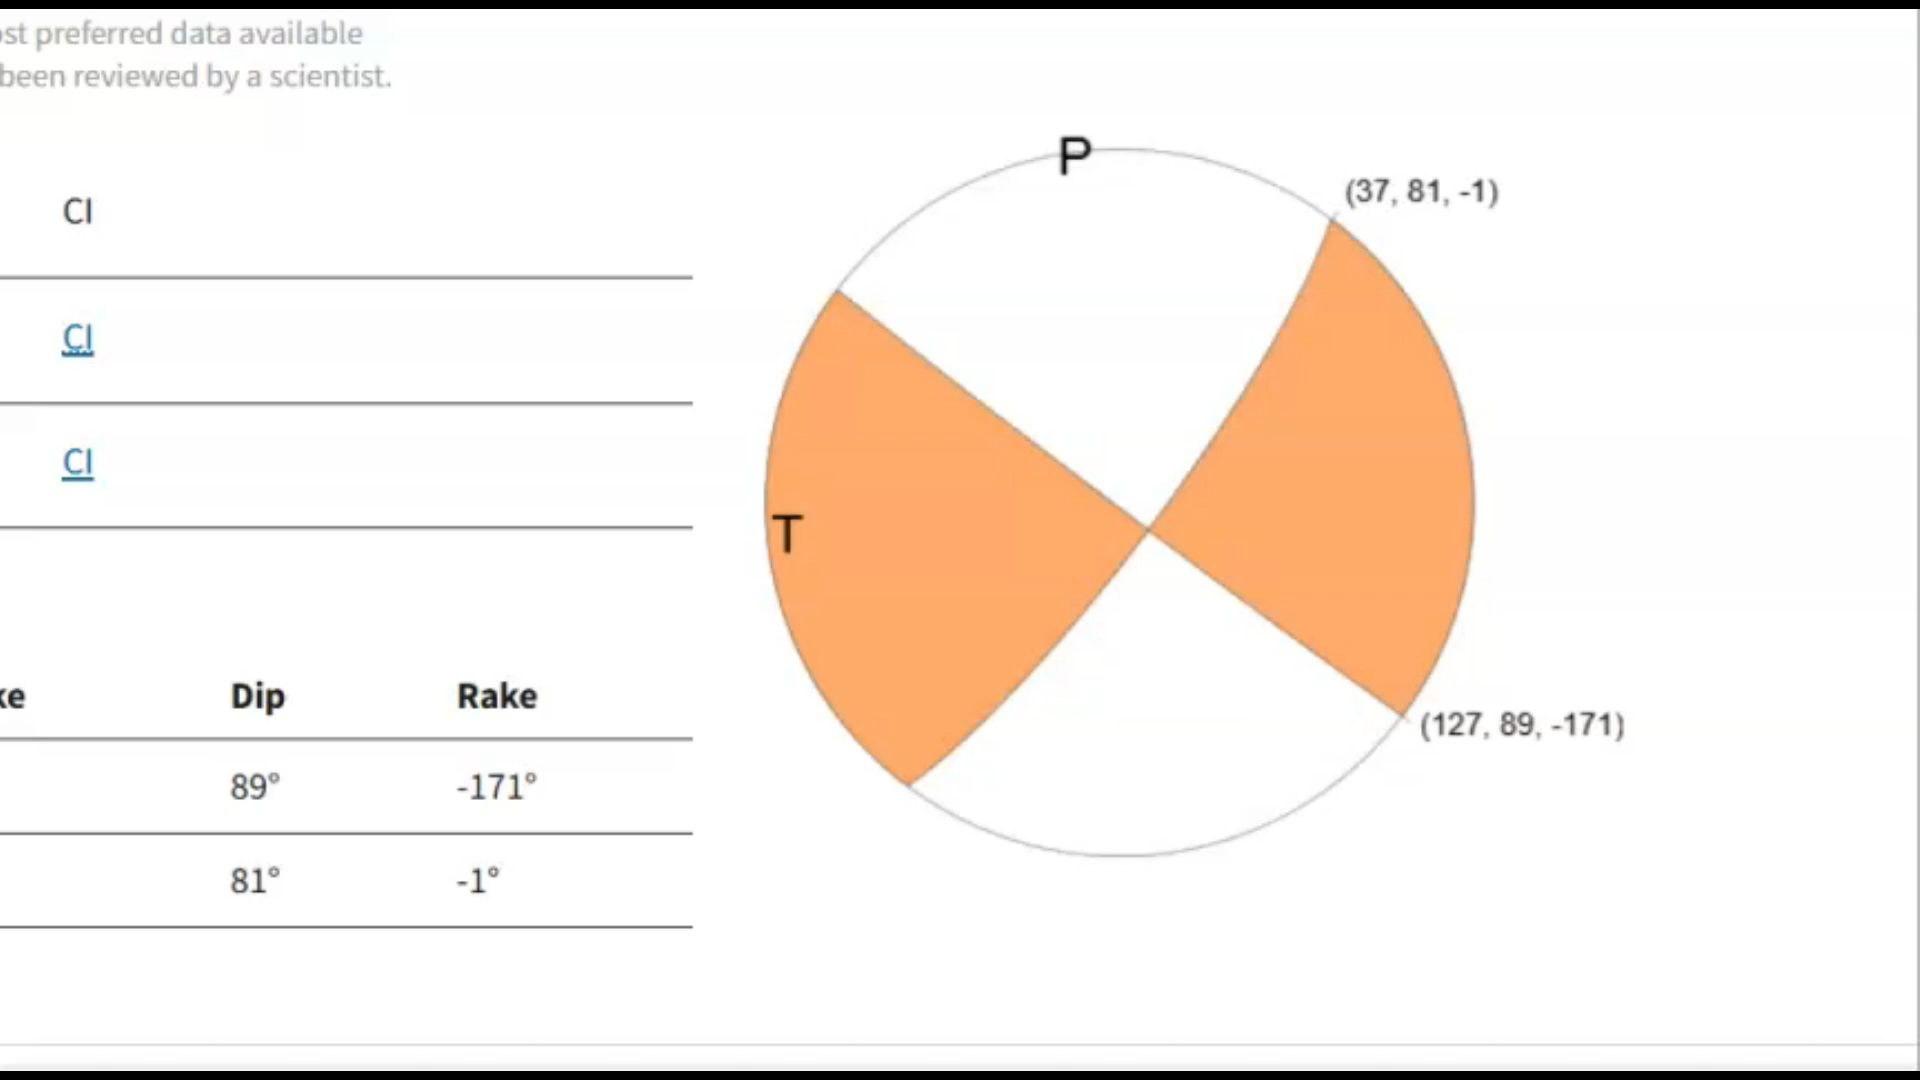 ost preferred data available
been reviewed by a scientist.
CI
CI
CI
ke Dip Rake
89° -171°
81° -1°
P
(37, 81, -1)
T
(127, 89, -171)